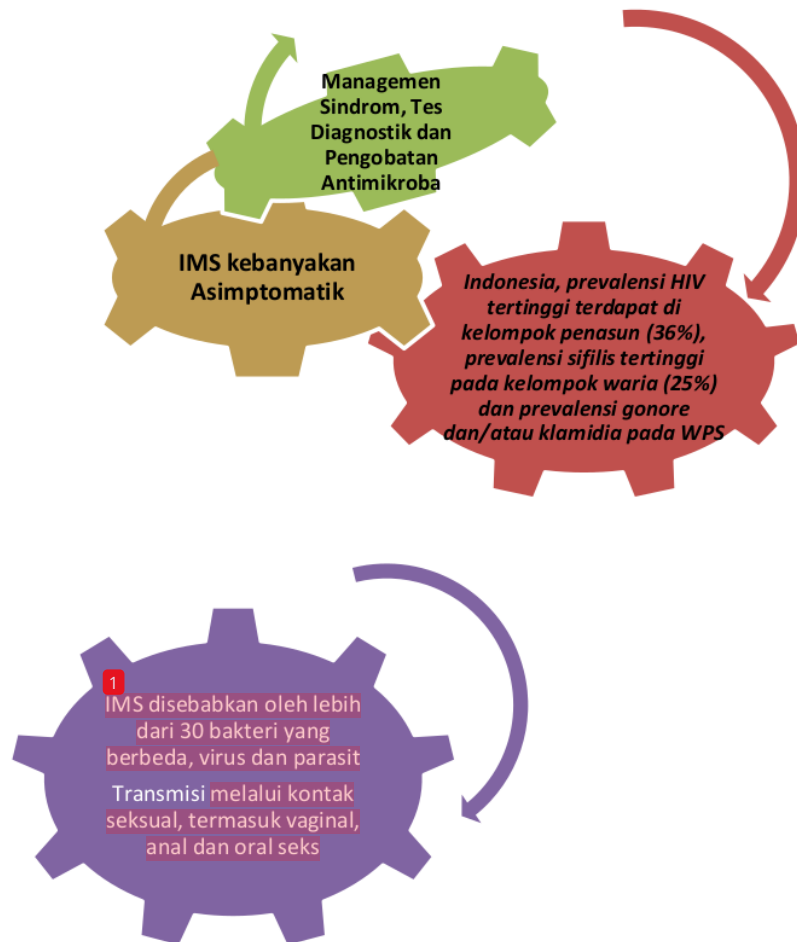 Managemen
Sindrom, Tes
Diagnostik dan
Pengobatan
Antimikroba
IMS kebanyakan
Asimptomatik
Indonesia, prevalensi HIV
tertinggi terdapat di
kelompok penasun (36%),
prevalensi sifilis tertinggi
pada kelompok waria (25%)
dan prevalensi gonore
dan/atau klamidia pada WPS
1
IMS disebabkan oleh lebih
dari 30 bakteri yang
berbeda, virus dan parasit
Transmisi melalui kontak
seksual, termasuk vaginal,
anal dan oral seks